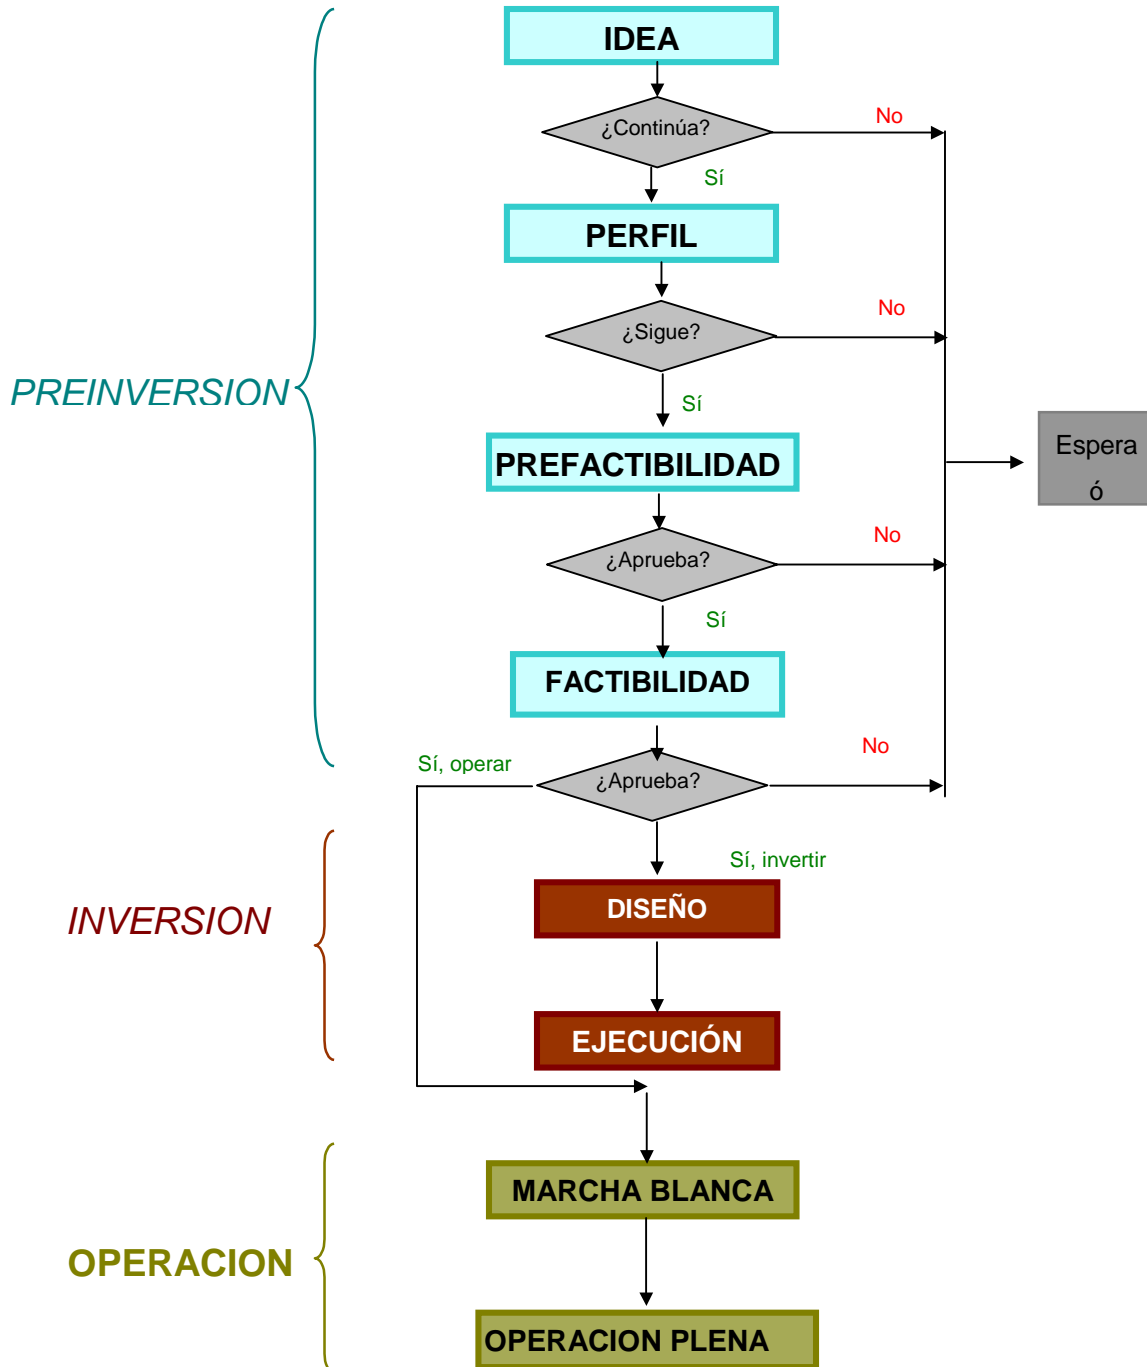 IDEA
¿Continúa?
No
Sí
PERFIL
¿Sigue?
No
Sí
PREINVERSION
PREFACTIBILIDAD
Espera
ó
¿Aprueba?
No
Sí
FACTIBILIDAD
Sí, operar
¿Aprueba?
No
Sí, invertir
INVERSION
DISEÑO
EJECUCIÓN
MARCHA BLANCA
OPERACION
OPERACION PLENA